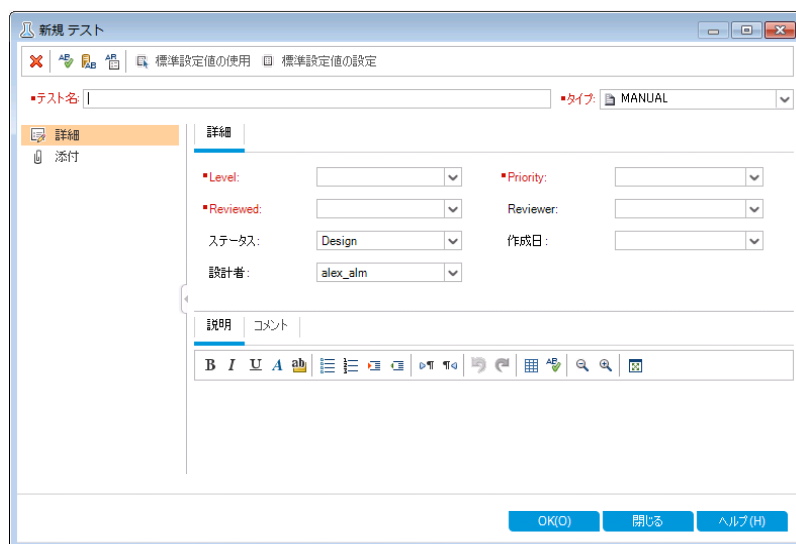 新規 テスト
標準設定値の使用 標準設定値の設定
テスト名: タイプ: MANUAL
詳細
添付
詳細
Level: Priority:
Reviewed: Reviewer:
ステータス: Design 作成日:
設計者: alex_alm
説明 コメント
B I U A ab
OK(O) 閉じる ヘルプ(H)